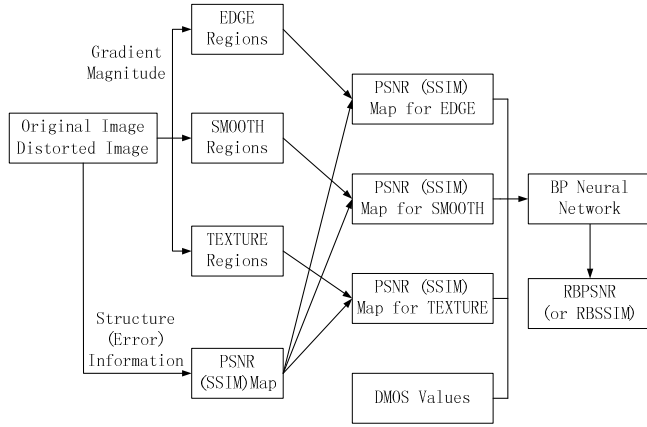 EDGE
Regions
Gradient
Magnitude
PSNR (SSIM)
Map for EDGE
Original Image
Distorted Image
SMOOTH
Regions
PSNR (SSIM)
Map for SMOOTH
BP Neural
Network
TEXTURE
Regions
PSNR (SSIM)
Map for TEXTURE
RBPSNR
(or RBSSIM)
Structure
(Error)
Information
PSNR
(SSIM)Map
DMOS Values